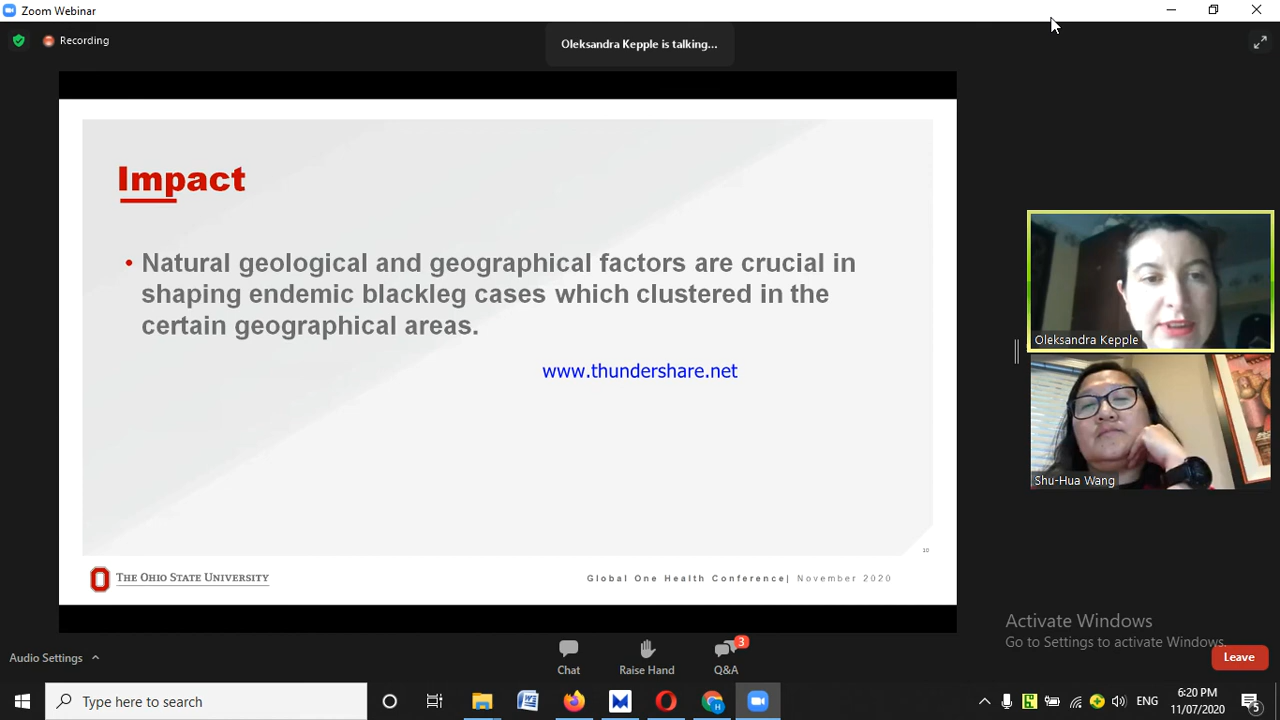 Zoom Webinar
Recording
Oleksandra Kepple is talking...
Impact
• Natural geological and geographical factors are crucial in
shaping endemic blackleg cases which clustered in the
certain geographical areas.
www.thundershare.net
10
THE OHIO STATE UNIVERSITY
Global One Health Conference| November 2020
Oleksandra Kepple
Shu-Hua Wang
Activate Windows
Go to Settings to activate Windows.
Audio Settings
Chat
Raise Hand
3
Q&A
Leave
Type here to search
ENG
6:20 PM
11/07/2020
5